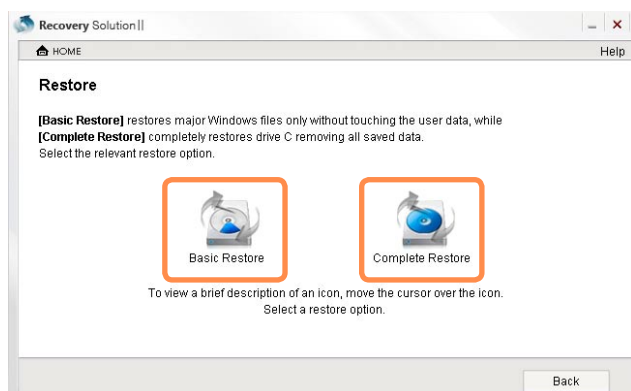 Recovery Solution II
HOME
Help
Restore
[Basic Restore] restores major Windows files only without touching the user data, while
[Complete Restore] completely restores drive C removing all saved data.
Select the relevant restore option.
Basic Restore
Complete Restore
To view a brief description of an icon, move the cursor over the icon.
Select a restore option.
Back